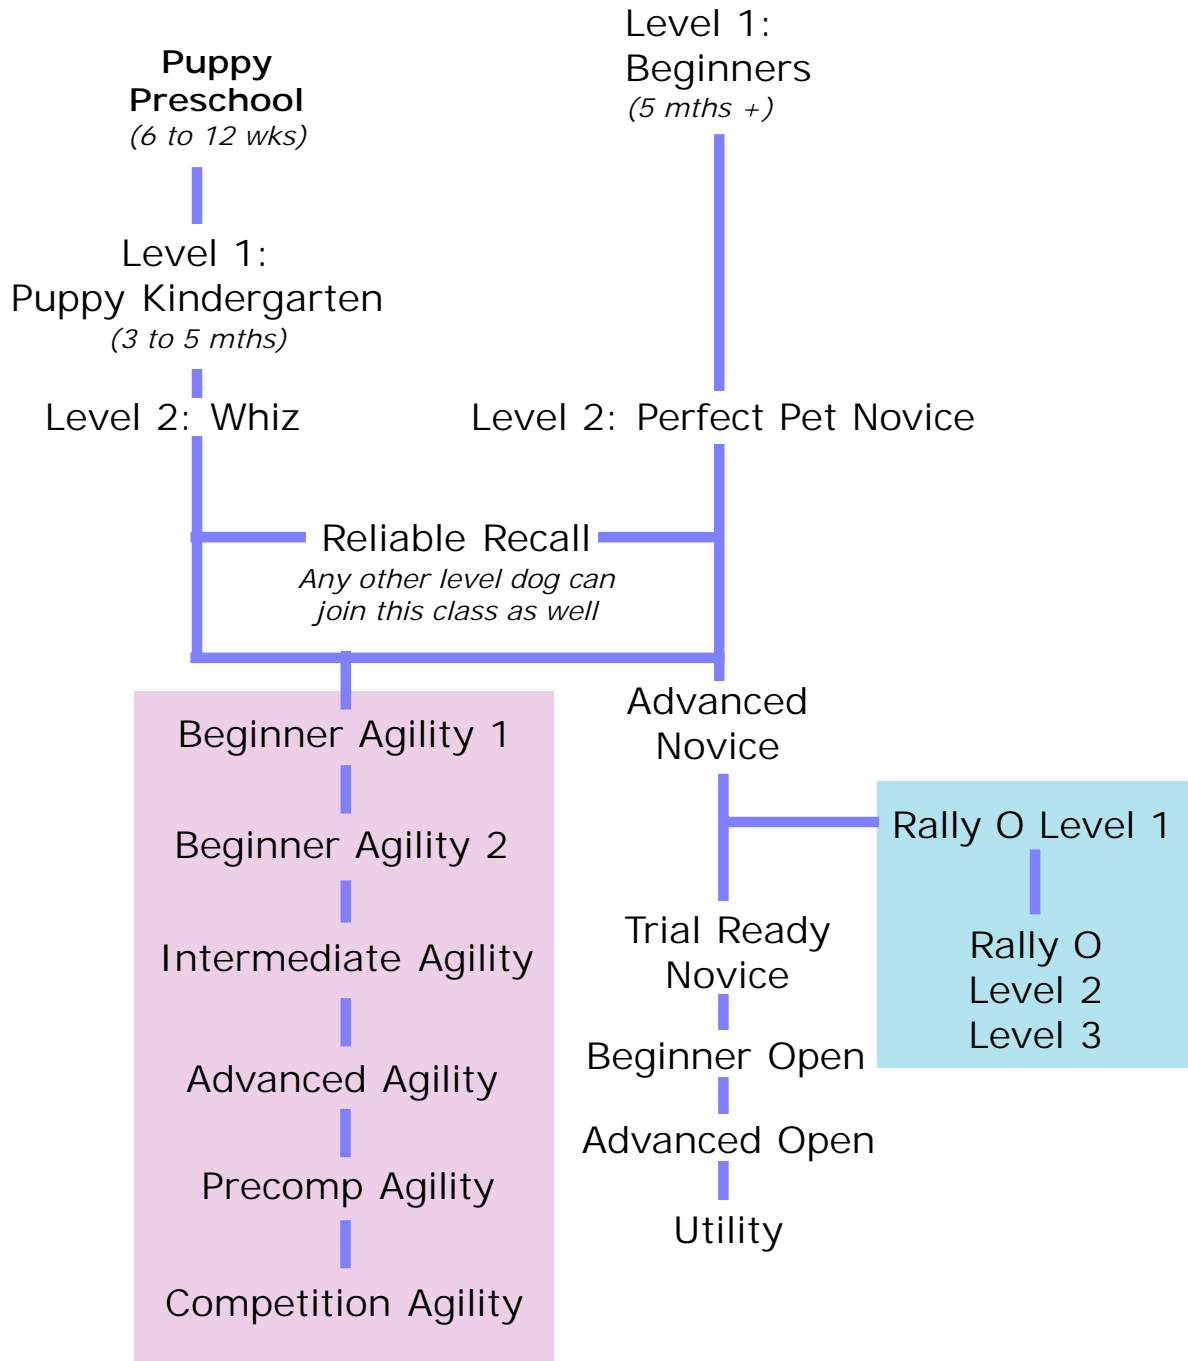 Puppy
Preschool
(6 to 12 wks)
Level 1:
Beginners
(5 mths +)
Level 1:
Puppy Kindergarten
(3 to 5 mths)
Level 2: Whiz
Level 2: Perfect Pet Novice
Reliable Recall
Any other level dog can
join this class as well
Beginner Agility 1
Beginner Agility 2
Intermediate Agility
Advanced Agility
Precomp Agility
Competition Agility
Advanced
Novice
Trial Ready
Novice
Beginner Open
Advanced Open
Utility
Rally O Level 1
Rally O
Level 2
Level 3